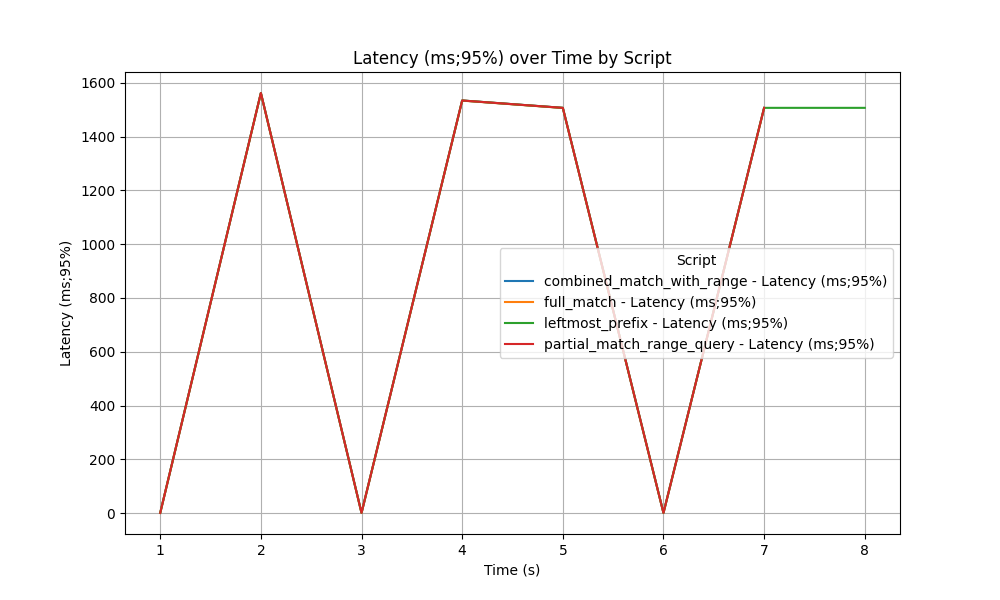 Latency (ms;95%) over Time by Script
Latency (ms;95%)
1600
1400
1200
1000
800
600
400
200
0
Script
combined_match_with_range - Latency (ms;95%)
full_match - Latency (ms;95%)
leftmost_prefix - Latency (ms;95%)
partial_match_range_query - Latency (ms;95%)
1 2 3 4 5 6 7 8
Time (s)